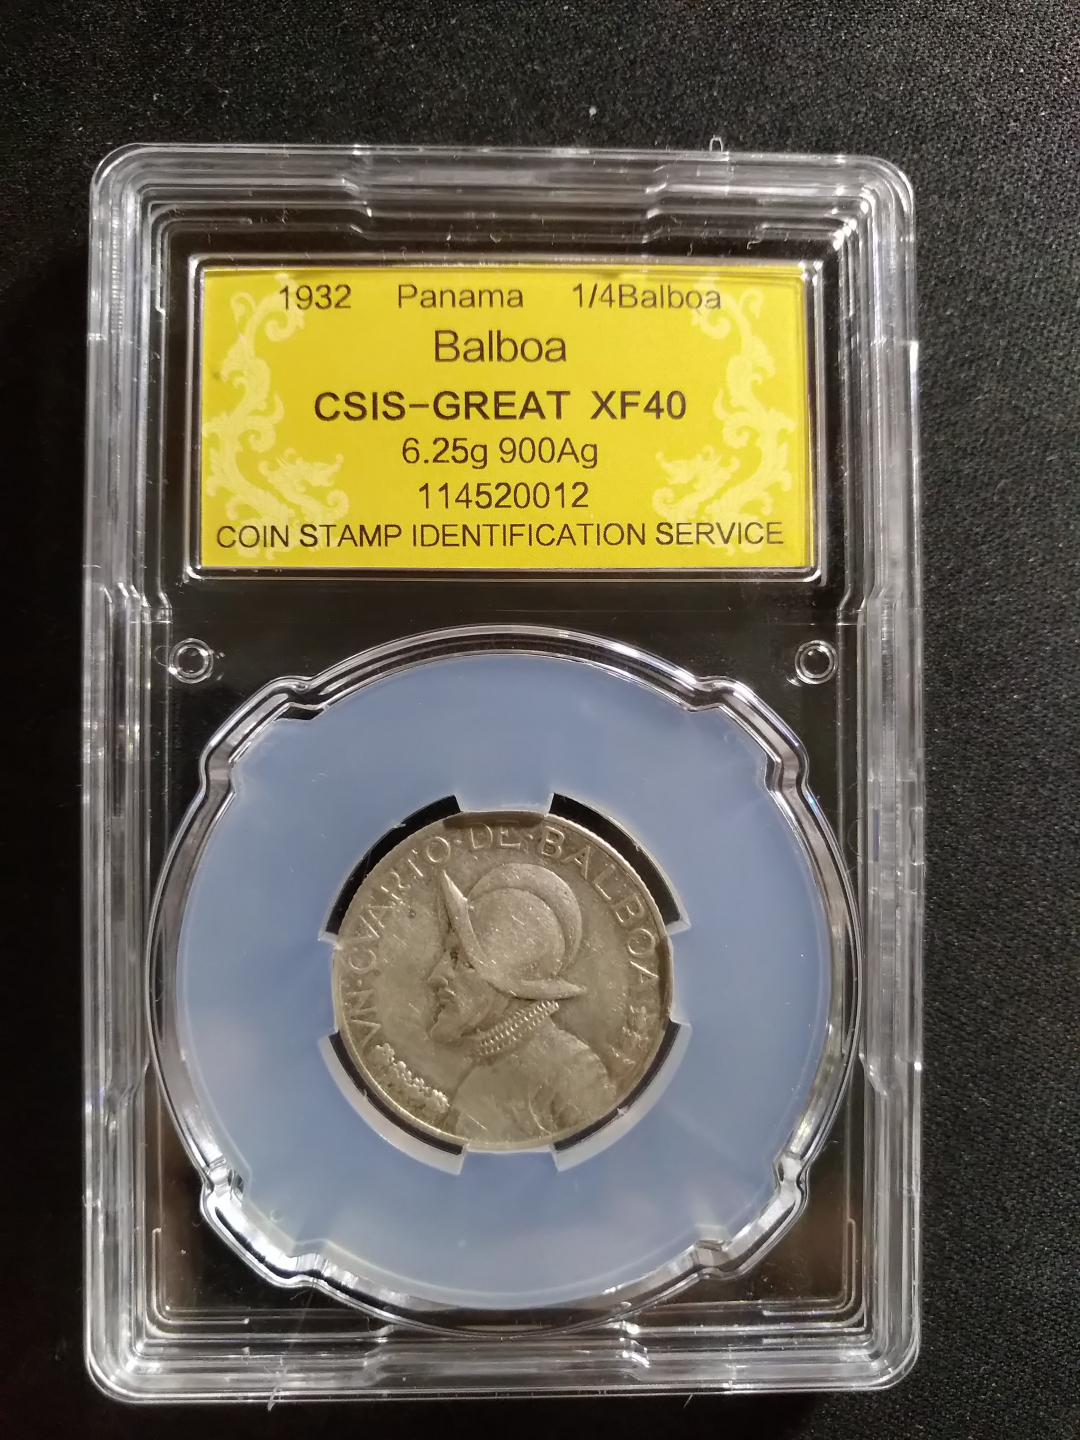 1932 Panama 1/4Balboa
Balboa
CSIS-GREAT XF40
6.25g 900Ag
114520012
COIN STAMP IDENTIFICATION SERVICE
VN·CVARTO·DE·BALBOA